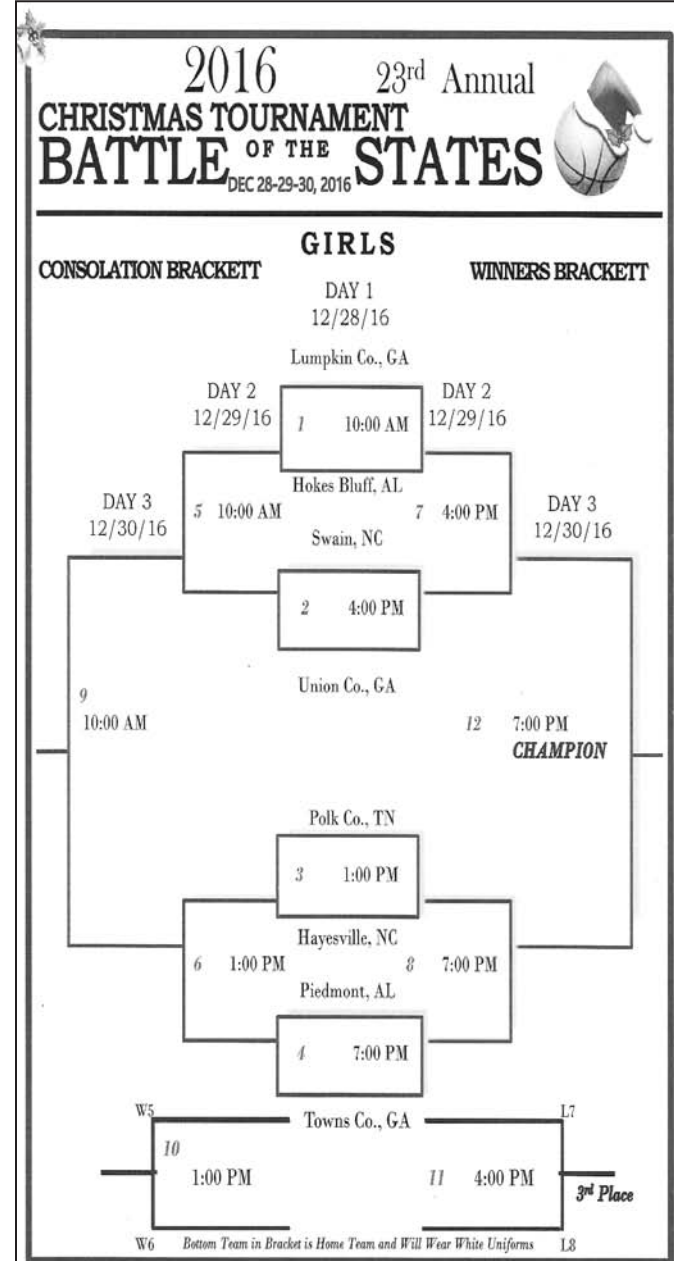 2016 23rd Annual
CHRISTMAS TOURNAMENT
BATTLE OF THE STATES
DEC 28-29-30, 2016
GIRLS
CONSOLATION BRACKETT WINNERS BRACKETT
DAY 1
12/28/16
Lumpkin Co., GA
DAY 2 DAY 2
12/29/16 1 10:00 AM 12/29/16
Hokes Bluff, AL
DAY 3 5 10:00 AM 7 4:00 PM DAY 3
12/30/16 Swain, NC 12/30/16
2 4:00 PM
Union Co., GA
9
10:00 AM 12 7:00 PM
CHAMPION
Polk Co., TN
3 1:00 PM
Hayesville, NC
6 1:00 PM 8 7:00 PM
Piedmont, AL
4 7:00 PM
W5 Towns Co., GA L7
10
1:00 PM 11 4:00 PM
3rd Place
W6 Bottom Team in Bracket is Home Team and Will Wear White Uniforms L8